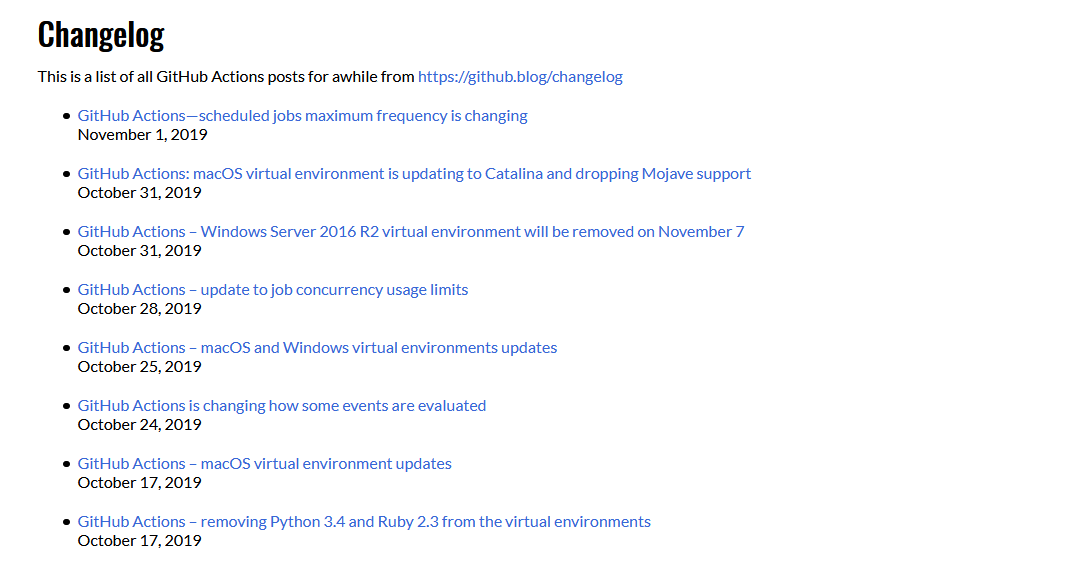 Changelog
This is a list of all GitHub Actions posts for awhile from https://github.blog/changelog
GitHub Actions—scheduled jobs maximum frequency is changing
November 1, 2019
GitHub Actions: macOS virtual environment is updating to Catalina and dropping Mojave support
October 31, 2019
GitHub Actions – Windows Server 2016 R2 virtual environment will be removed on November 7
October 31, 2019
GitHub Actions – update to job concurrency usage limits
October 28, 2019
GitHub Actions – macOS and Windows virtual environments updates
October 25, 2019
GitHub Actions is changing how some events are evaluated
October 24, 2019
GitHub Actions – macOS virtual environment updates
October 17, 2019
GitHub Actions – removing Python 3.4 and Ruby 2.3 from the virtual environments
October 17, 2019